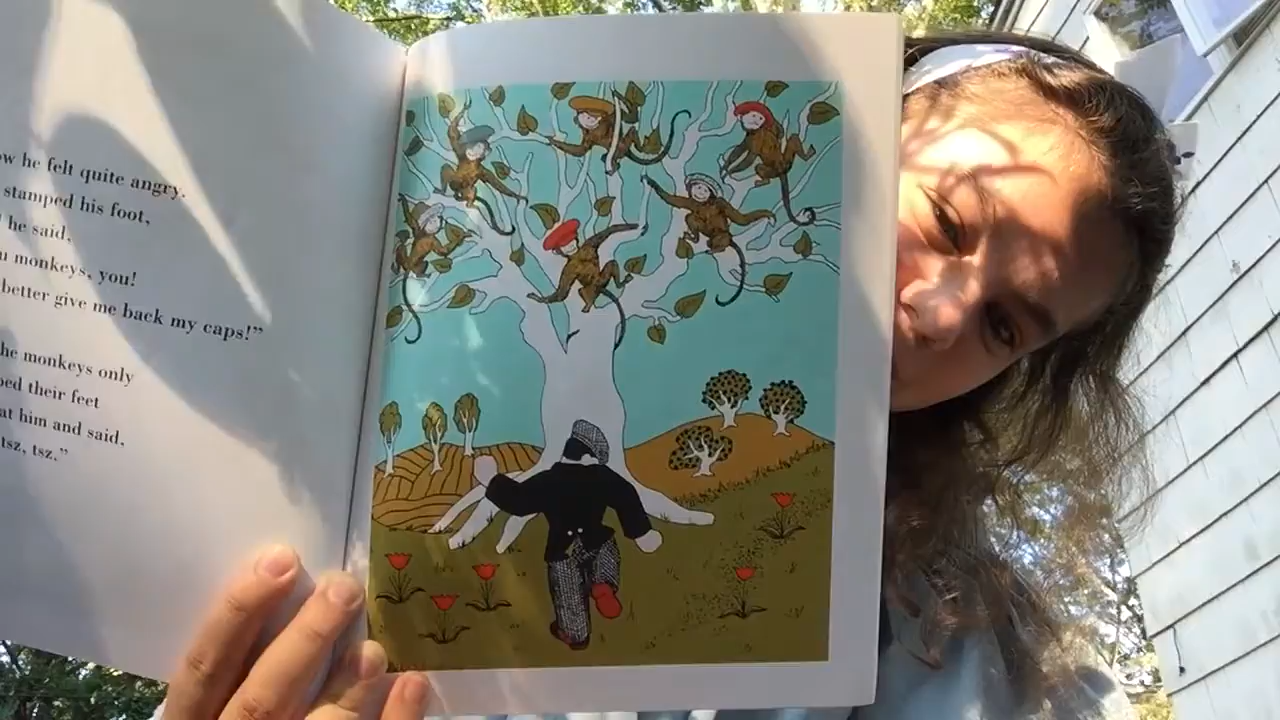 he felt quite angry.
stamped his foot,
he said,
monkeys, you!
better give me back my caps!”
he monkeys only
their feet
at him and said,
tsz, tsz.”